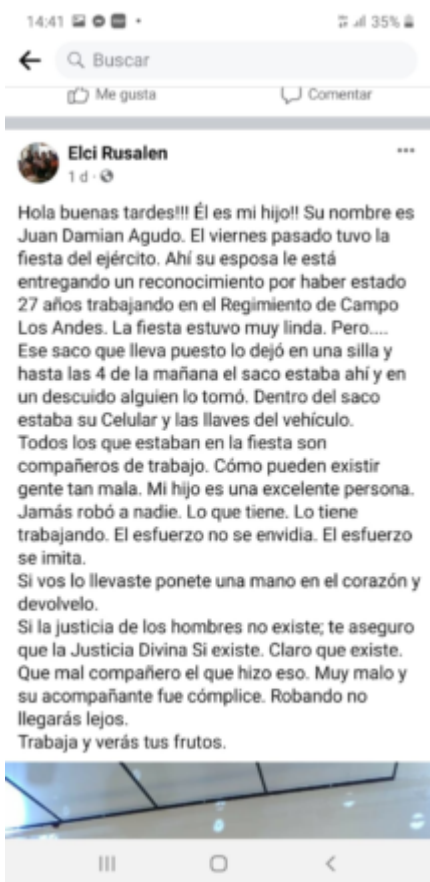 14:41
35%
Buscar
Me gusta
Comentar
Elci Rusalen
1 d ·
Hola buenas tardes!!! Él es mi hijo!! Su nombre es
Juan Damian Agudo. El viernes pasado tuvo la
fiesta del ejército. Ahí su esposa le está
entregando un reconocimiento por haber estado
27 años trabajando en el Regimiento de Campo
Los Andes. La fiesta estuvo muy linda. Pero....
Ese saco que lleva puesto lo dejó en una silla y
hasta las 4 de la mañana el saco estaba ahí y en
un descuido alguien lo tomó. Dentro del saco
estaba su Celular y las llaves del vehículo.
Todos los que estaban en la fiesta son
compañeros de trabajo. Cómo pueden existir
gente tan mala. Mi hijo es una excelente persona.
Jamás robó a nadie. Lo que tiene. Lo tiene
trabajando. El esfuerzo no se envidia. El esfuerzo
se imita.
Si vos lo llevaste ponete una mano en el corazón y
devolvelo.
Si la justicia de los hombres no existe; te aseguro
que la Justicia Divina Si existe. Claro que existe.
Que mal compañero el que hizo eso. Muy malo y
su acompañante fue cómplice. Robando no
llegarás lejos.
Trabaja y verás tus frutos.